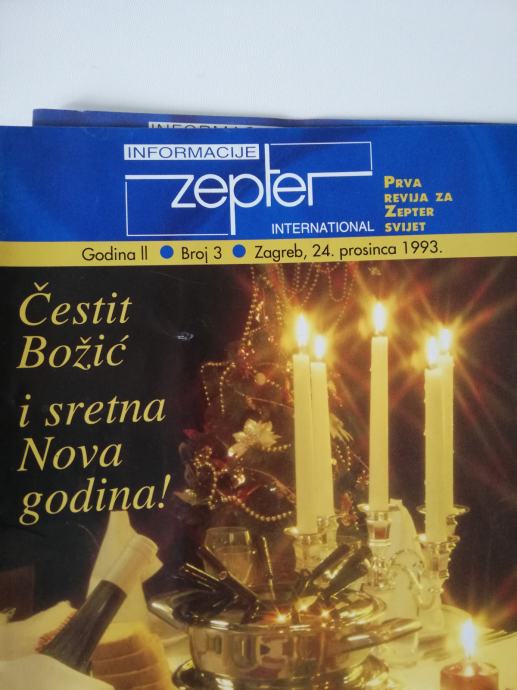 INFORMACIJE
zepter
INTERNATIONAL
PRVA
REVIJA ZA
ZEPTER
SVIJET
Godina II ● Broj 3 ● Zagreb, 24. prosinca 1993.
Čestit
Božić
i sretna
Nova
godina!